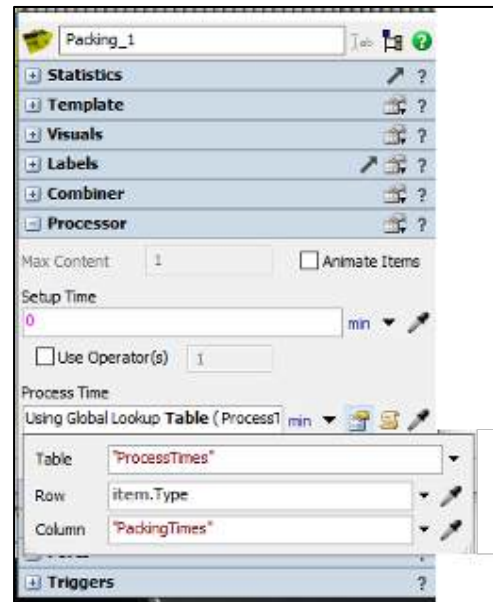 Packing_1
Statistics ?
Template ?
Visuals ?
Labels ?
Combiner ?
Processor ?
Max Content 1 Animate Items
Setup Time
0 min
Use Operator(s) 1
Process Time
Using Global Lookup Table (ProcessT min
Table "ProcessTimes"
Row item.Type
Column "PackingTimes"
Triggers ?